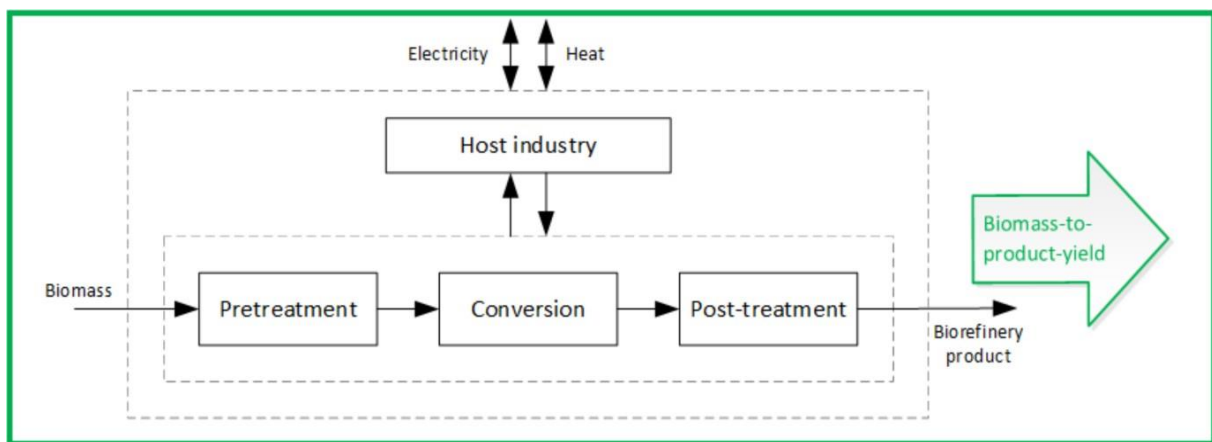 Electricity
Heat
Host industry
Biomass-to-
product-yield
Biomass
Pretreatment
Conversion
Post-treatment
Biorefinery
product